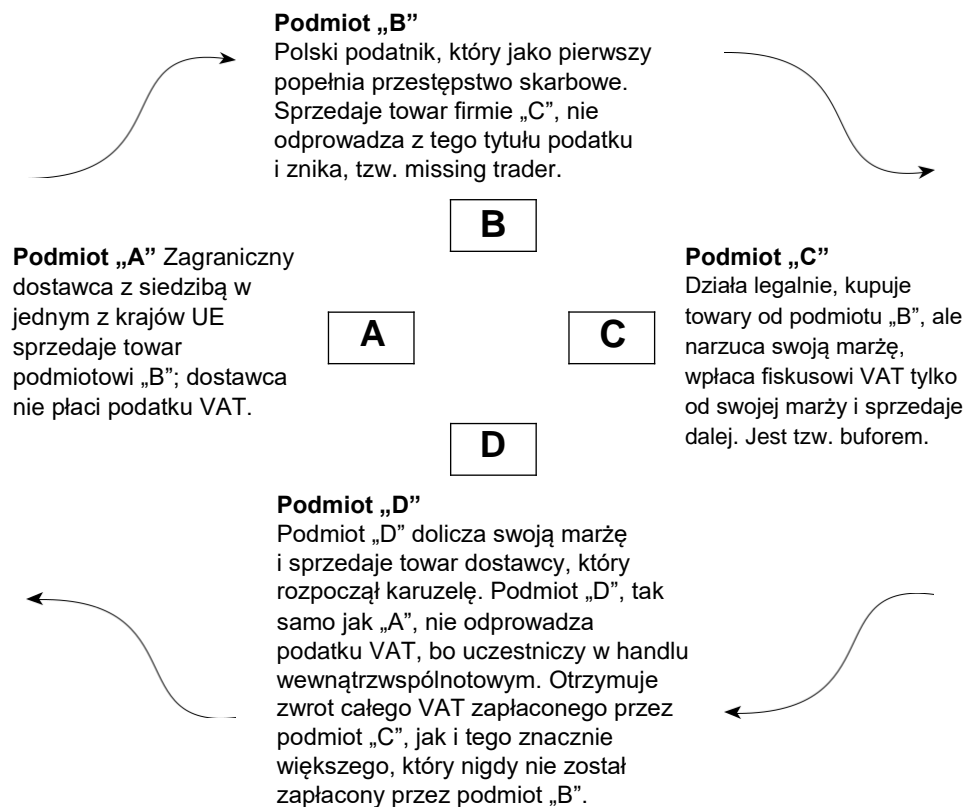 Podmiot „B”
Polski podatnik, który jako pierwszy
popełnia przestępstwo skarbowe.
Sprzedaje towar firmie „C”, nie
odprowadza z tego tytułu podatku
i znika, tzw. missing trader.
B
Podmiot „A” Zagraniczny
dostawca z siedzibą w
jednym z krajów UE
sprzedaje towar
podmiotowi „B”; dostawca
nie płaci podatku VAT.
A
C
Podmiot „C”
Działa legalnie, kupuje
towary od podmiotu „B”, ale
narzuca swoją marżę,
wpłaca fiskusowi VAT tylko
od swojej marży i sprzedaje
dalej. Jest tzw. buforem.
D
Podmiot „D”
Podmiot „D” dolicza swoją marżę
i sprzedaje towar dostawcy, który
rozpoczął karuzelę. Podmiot „D”, tak
samo jak „A”, nie odprowadza
podatku VAT, bo uczestniczy w handlu
wewnątrzwspólnotowym. Otrzymuje
zwrot całego VAT zapłaconego przez
podmiot „C”, jak i tego znacznie
większego, który nigdy nie został
zapłacony przez podmiot „B”.